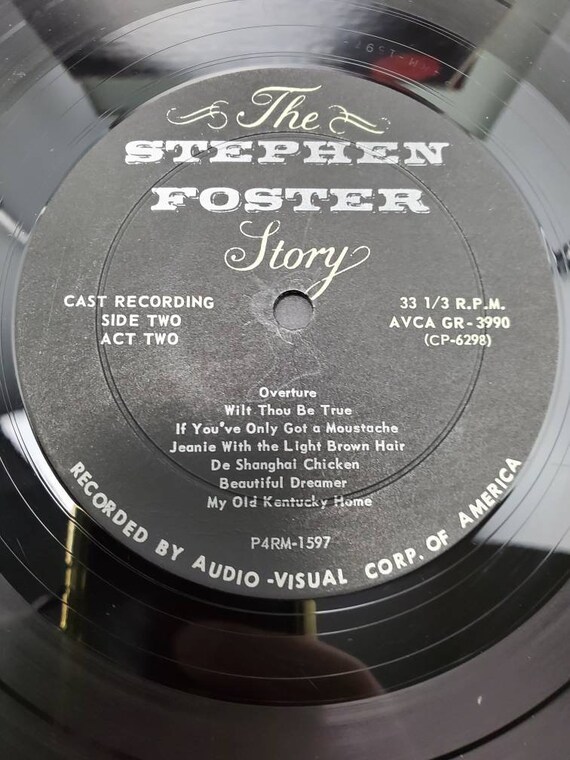 The
STEPHEN
FOSTER
Story
CAST RECORDING
SIDE TWO
ACT TWO
33 1/3 R.P.M.
AVCA GR-3990
(CP-6298)
Overture
Wilt Thou Be True
If You've Only Got a Moustache
Jeanie With the Light Brown Hair
De Shanghai Chicken
Beautiful Dreamer
My Old Kentucky Home
P4RM-1597
RECORDED BY AUDIO-VISUAL CORP. OF AMERICA